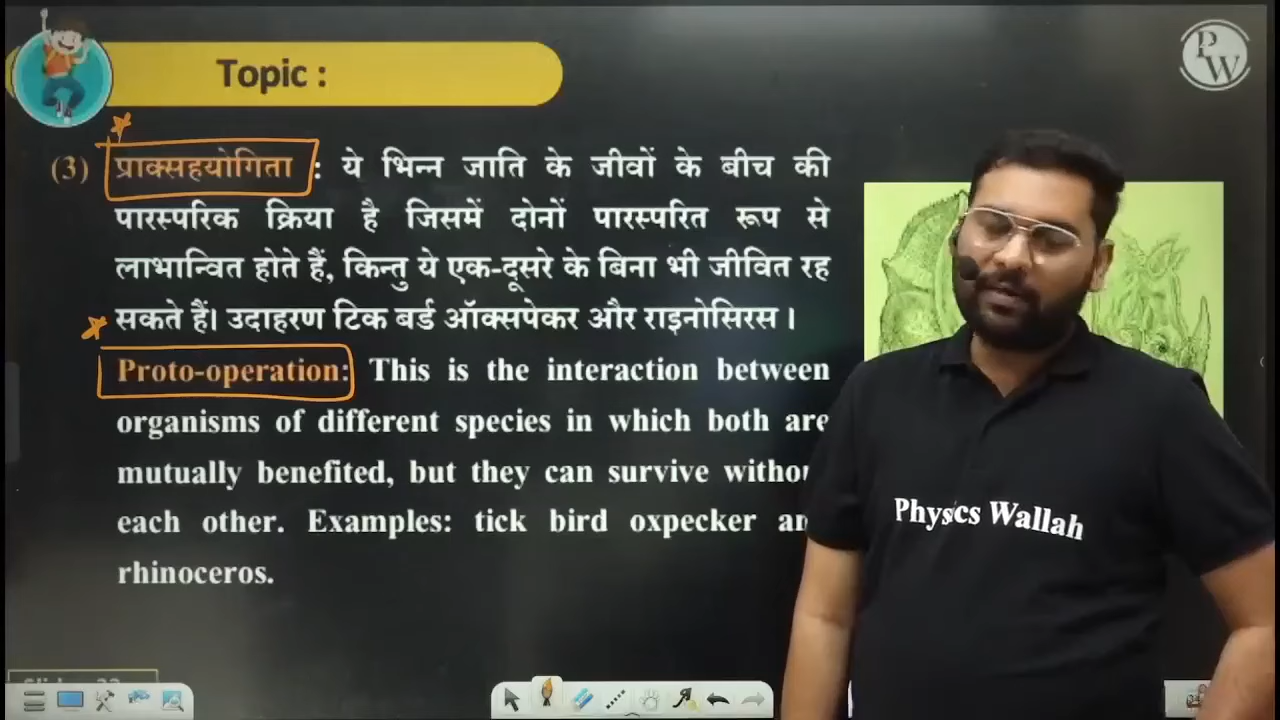 Topic :
PW
(3) प्राक्सहयोगिता : ये भिन्न जाति के जीवों के बीच की
पारस्परिक क्रिया है जिसमें दोनों पारस्परित रूप से
लाभान्वित होते हैं, किन्तु ये एक-दूसरे के बिना भी जीवित रह
सकते हैं। उदाहरण टिक बर्ड ऑक्सपेकर और राइनोसिरस ।
Proto-operation: This is the interaction between
organisms of different species in which both are
mutually benefited, but they can survive
each other. Examples: tick bird oxpecker
rhinoceros.
Physics Wallah